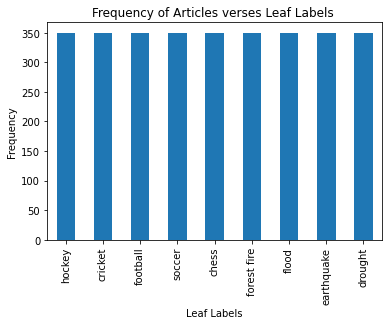 Frequency of Articles verses Leaf Labels
350
300
250
200
150
100
50
0
Frequency
hockey
cricket
football
soccer
chess
forest fire
flood
earthquake
drought
Leaf Labels